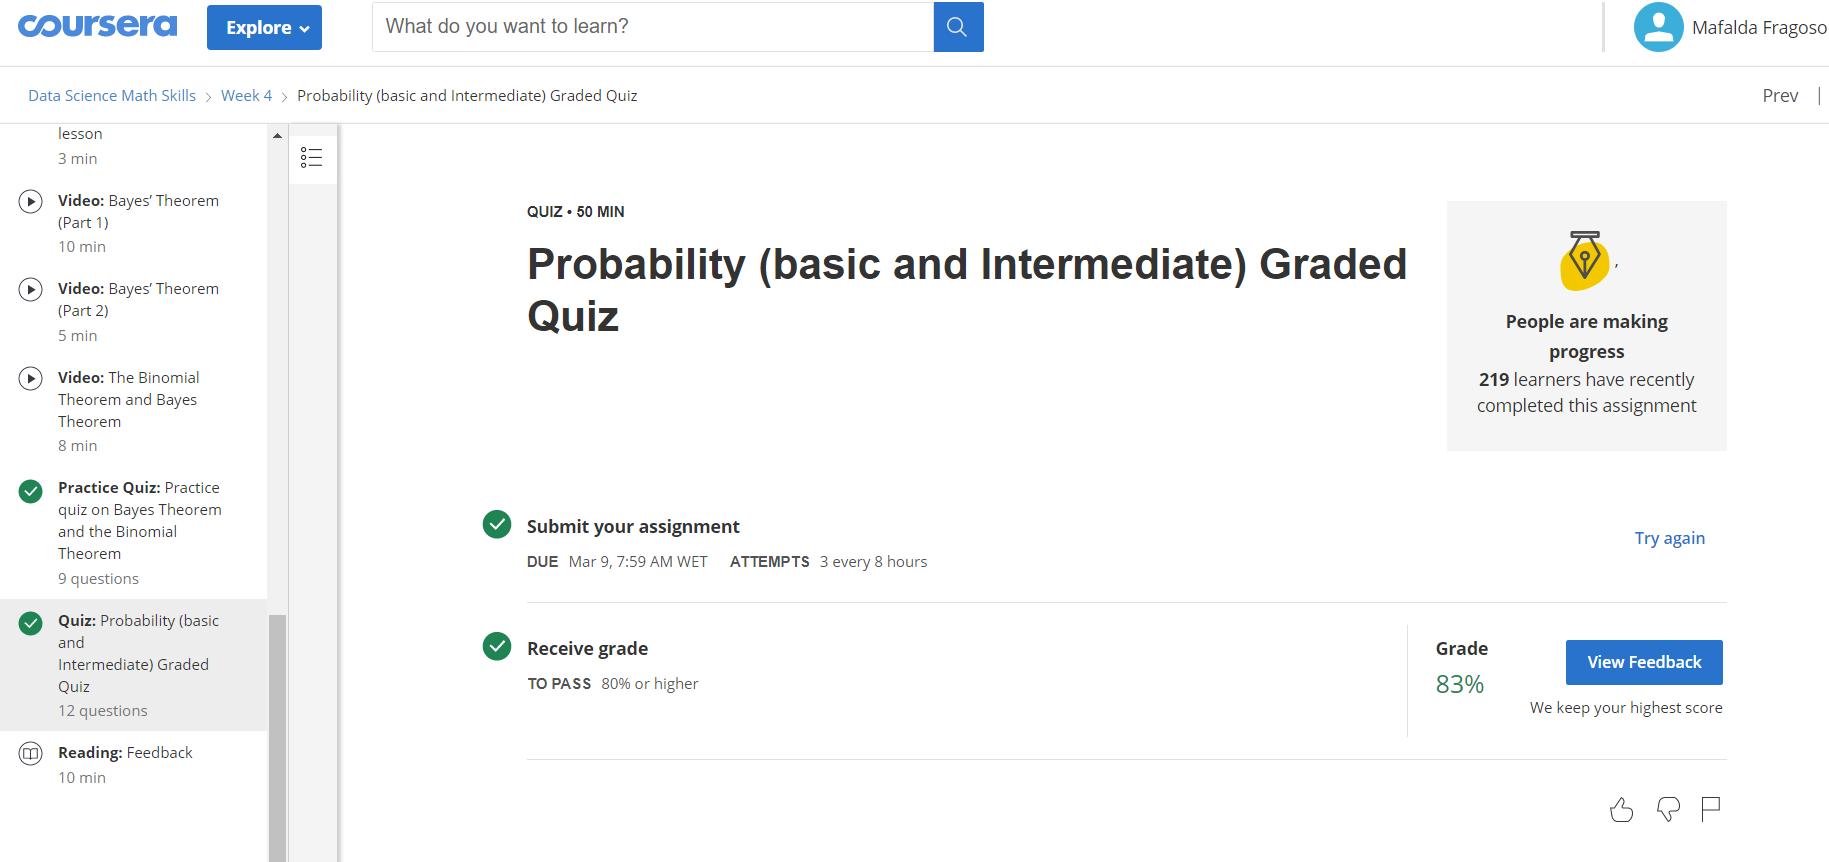 coursera
Explore
What do you want to learn?
Mafalda Fragoso
Data Science Math Skills > Week 4 > Probability (basic and Intermediate) Graded Quiz
Prev |
lesson
3 min
Video: Bayes’ Theorem
(Part 1)
10 min
Video: Bayes’ Theorem
(Part 2)
5 min
Video: The Binomial
Theorem and Bayes
Theorem
8 min
Practice Quiz: Practice
quiz on Bayes Theorem
and the Binomial
Theorem
9 questions
Quiz: Probability (basic
and
Intermediate) Graded
Quiz
12 questions
Reading: Feedback
10 min
QUIZ • 50 MIN
Probability (basic and Intermediate) Graded
Quiz
People are making
progress
219 learners have recently
completed this assignment
Submit your assignment
DUE Mar 9, 7:59 AM WET ATTEMPTS 3 every 8 hours
Try again
Receive grade
TO PASS 80% or higher
Grade
83%
View Feedback
We keep your highest score